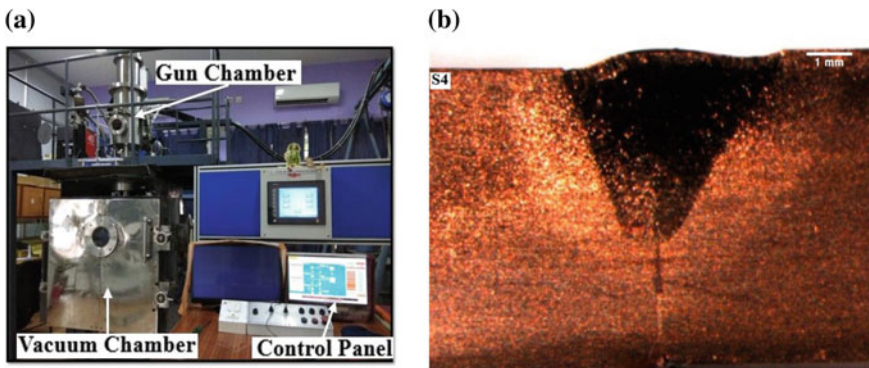 (a)
Gun Chamber
Vacuum Chamber
Control Panel
(b)
S4
1 mm